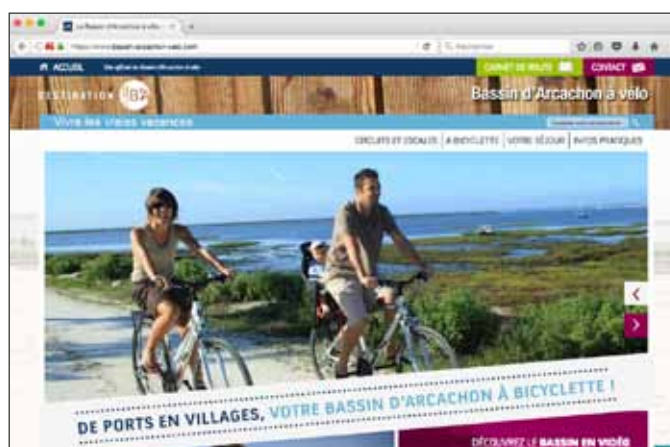 ACCUEIL
CARNET DE ROUTE
CONTACT
DESTINATION
Bassin d'Arcachon à vélo
Vivre les vraies vacances
CIRCUITS ET ESCALES | A BICYCLETTE | VOTRE SÉJOUR | INFOS PRATIQUES
DE PORTS EN VILLAGES, VOTRE BASSIN D'ARCACHON À BICYCLETTE !
DÉCOUVREZ LE BASSIN EN VIDÉO